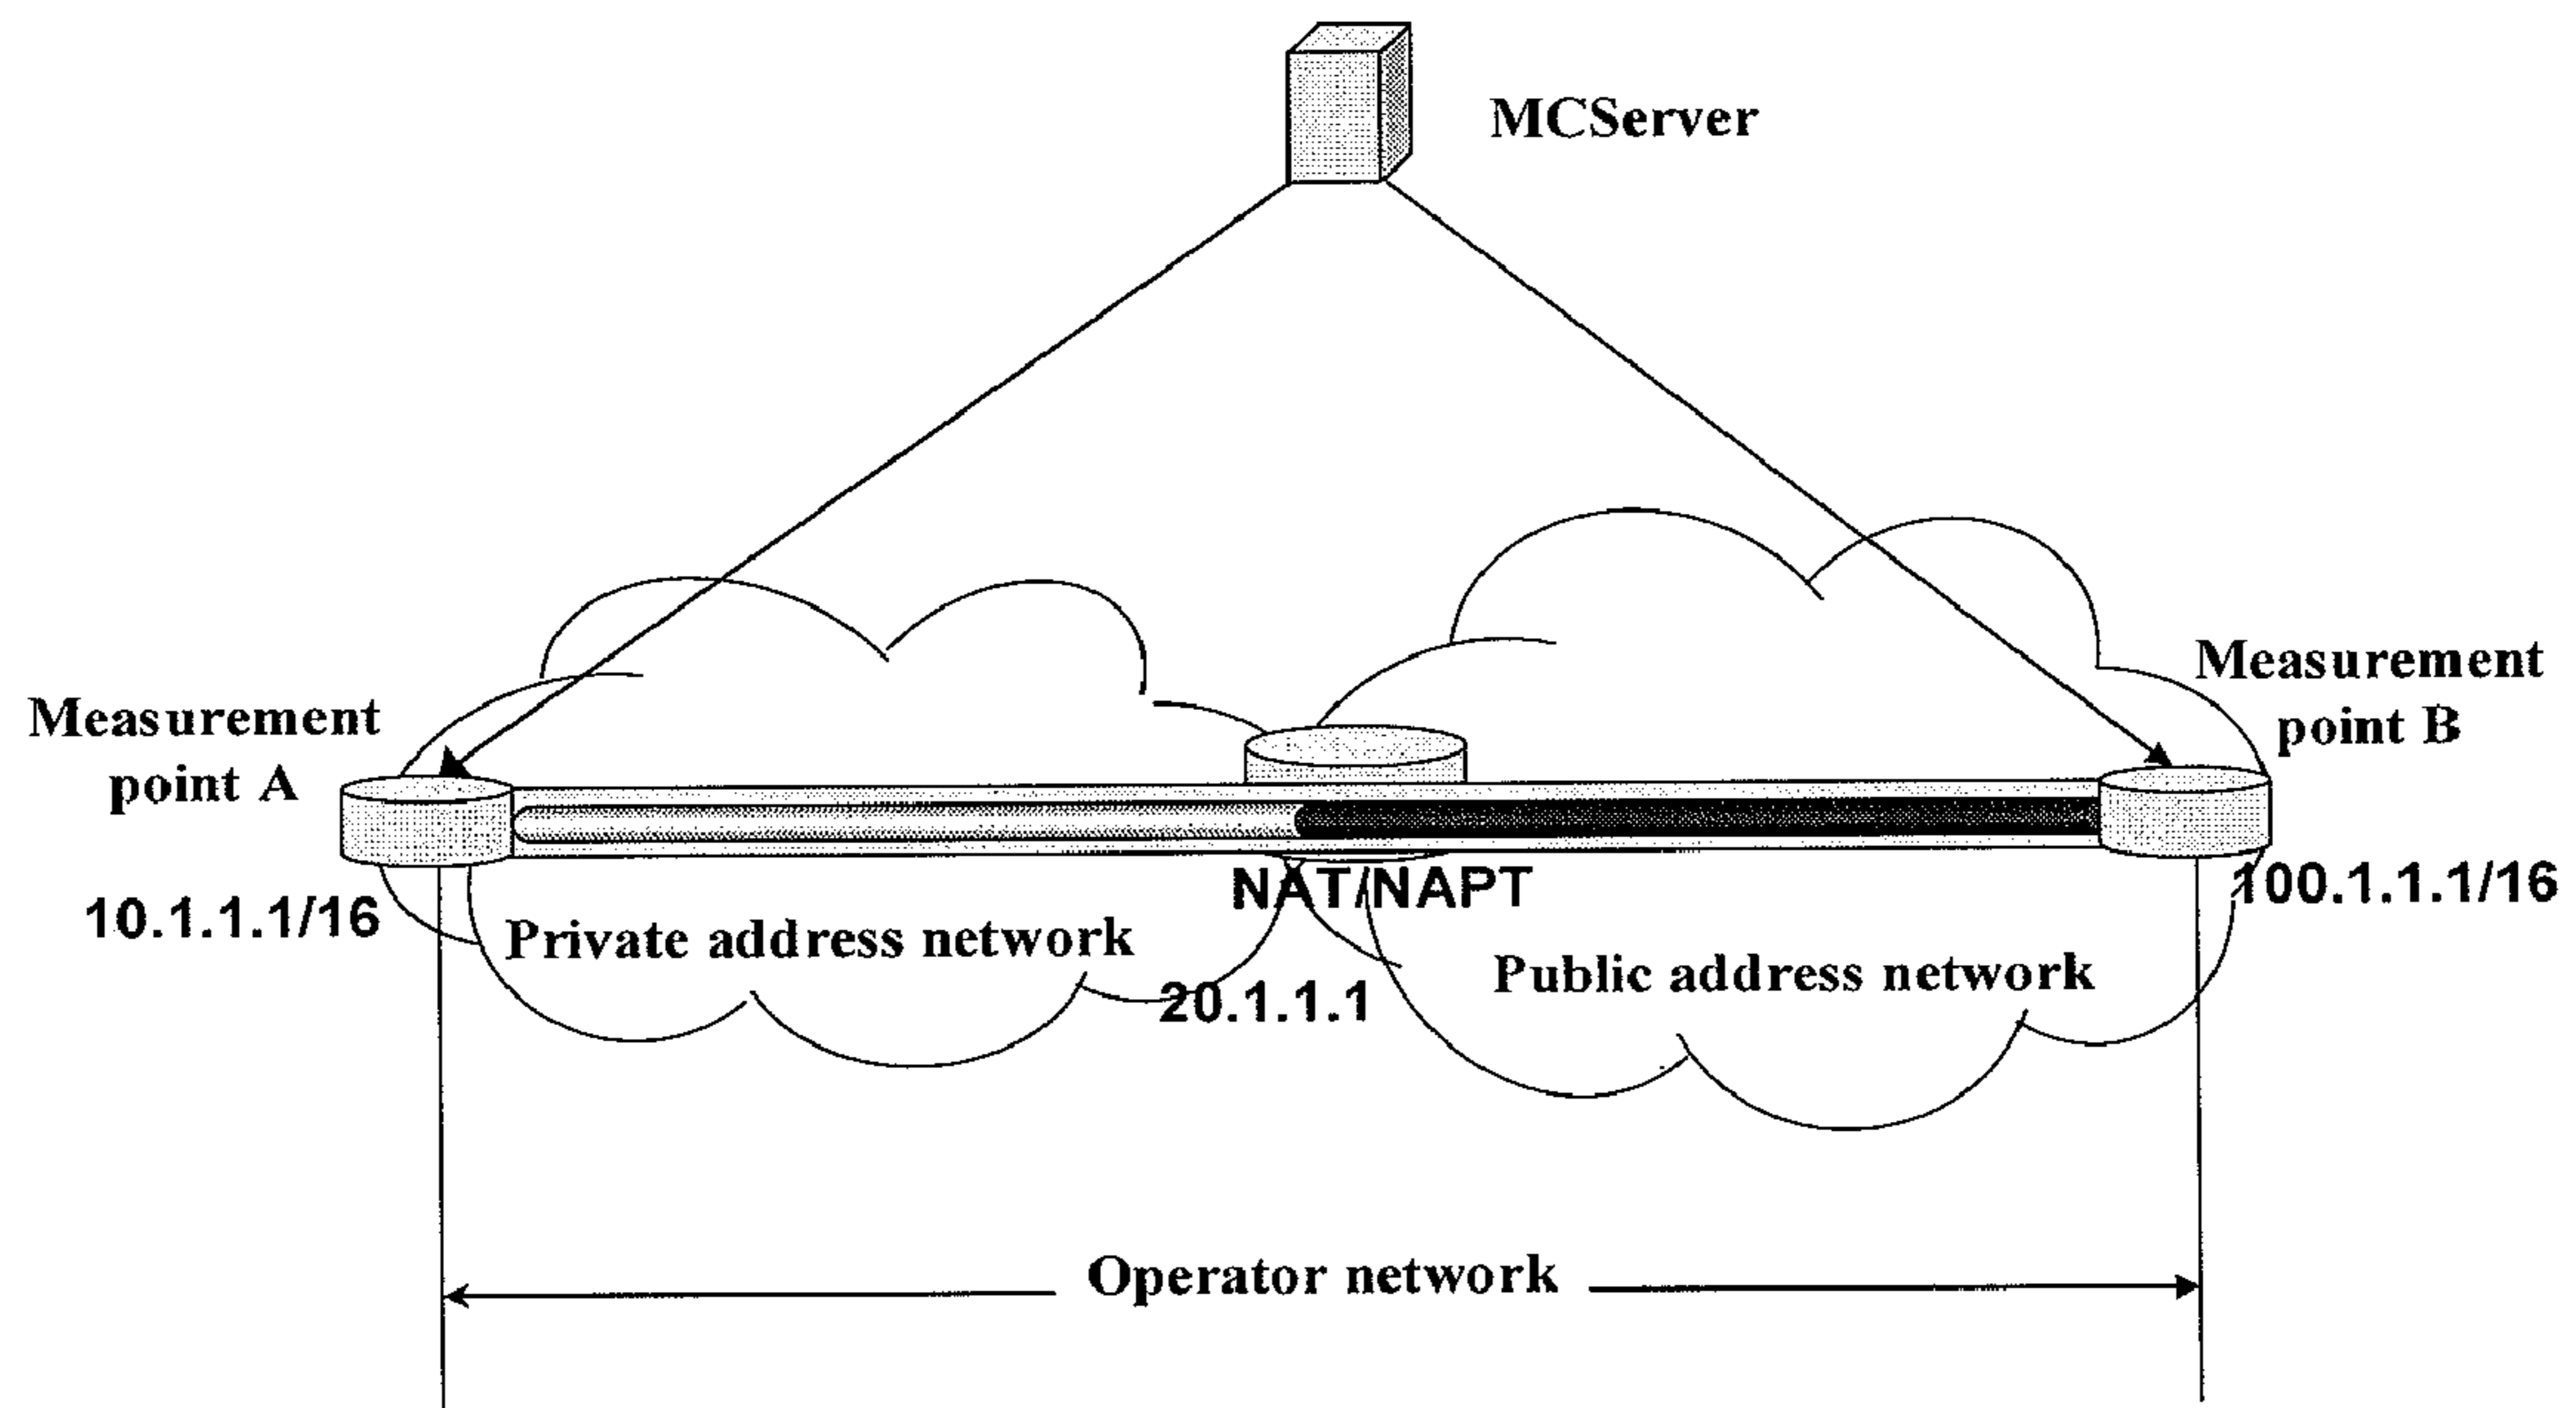 MCServer
Measurement
point A
Measurement
point B
10.1.1.1/16
NAT/NAPT
100.1.1.1/16
Private address network
Public address network
20.1.1.1
Operator network